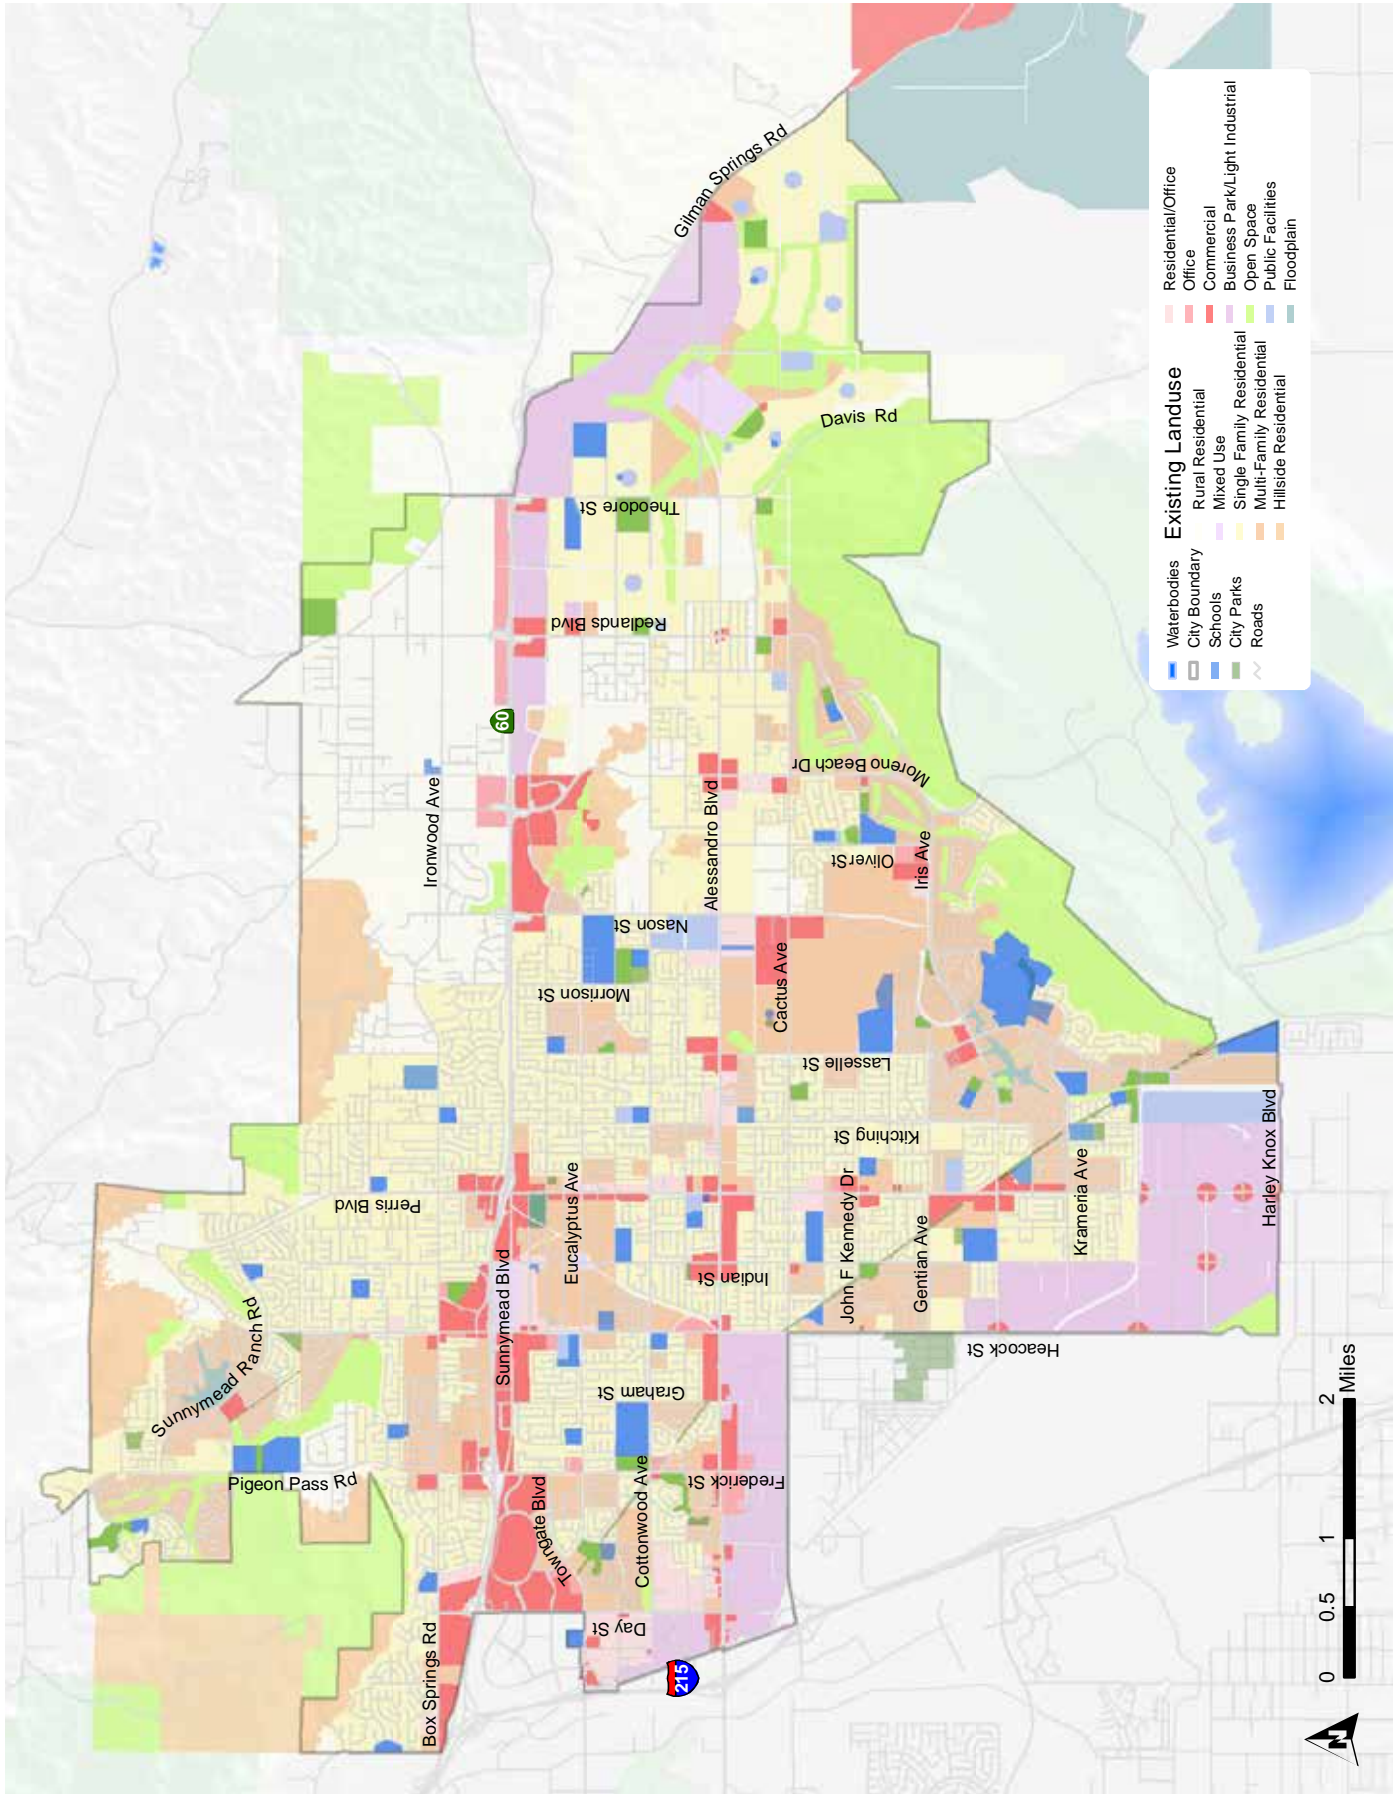 Gilman Springs Rd
Davis Rd
Theodore St
Redlands Blvd
60
Moreno Beach Dr
Ironwood Ave
Alessandro Blvd
Oliver St
Iris Ave
Nason St
Morrison St
Cactus Ave
Lasselle St
Kitching St
Perris Blvd
Eucalyptus Ave
John F Kennedy Dr
Gentian Ave
Krameria Ave
Harley Knox Blvd
Sunnymead Blvd
Indian St
Sunnymead Ranch Rd
Heacock St
Graham St
Pigeon Pass Rd
Frederick St
Towngate Blvd
Cottonwood Ave
Day St
Box Springs Rd
215
Waterbodies
City Boundary
Schools
City Parks
Roads
Existing Landuse
Rural Residential
Mixed Use
Single Family Residential
Multi-Family Residential
Hillside Residential
Residential/Office
Office
Commercial
Business Park/Light Industrial
Open Space
Public Facilities
Floodplain
0 0.5 1 2
Miles
N